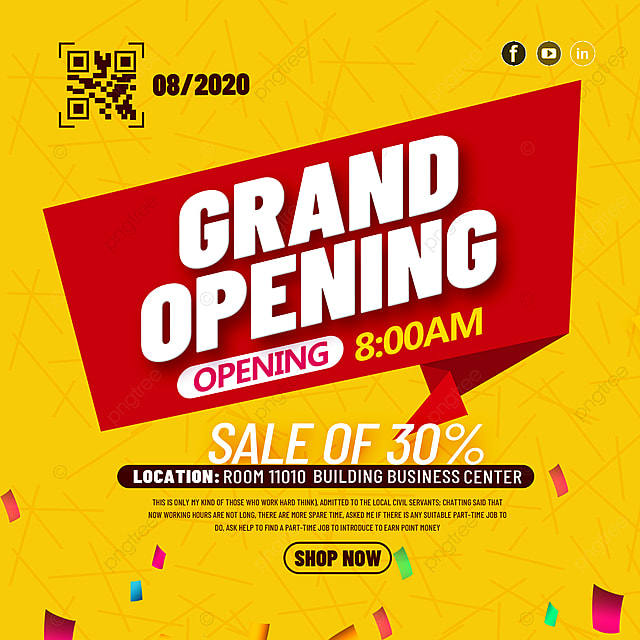 08/2020
f
in
GRAND
OPENING
OPENING 8:00AM
SALE OF 30%
LOCATION: ROOM 11010 BUILDING BUSINESS CENTER
THIS IS ONLY MY KIND OF THOSE WHO WORK HARD THINK), ADMITTED TO THE LOCAL CIVIL SERVANTS; CHATTING SAID THAT
NOW WORKING HOURS ARE NOT LONG, THERE ARE MORE SPARE TIME, ASKED ME IF THERE IS ANY SUITABLE PART-TIME JOB TO
DO, ASK HELP TO FIND A PART-TIME JOB TO INTRODUCE TO EARN POINT MONEY
SHOP NOW
pngtree